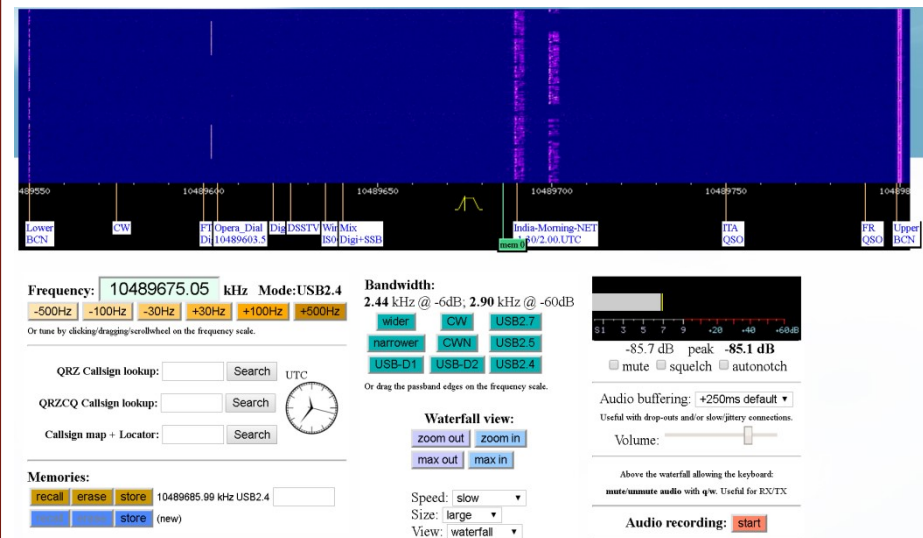 489550 10489600 10489650 10489700 10489750 104898
Lower CW FT Opera_Dial Dig DSSTV Wir Mix India-Morning-NET ITA FR Upper
BCN Di 10489603.5 ISO Digi+SSB mem 0 30/2.00.UTC QSO QSO BCN
Frequency: 10489675.05 kHz Mode:USB2.4
-500Hz -100Hz -30Hz +30Hz +100Hz +500Hz
Or tune by clicking/dragging/scrollwheel on the frequency scale.
QRZ Callsign lookup: Search UTC
QRZCQ Callsign lookup: Search
Callsign map + Locator: Search
Memories:
recall erase store 10489685.99 kHz USB2.4
store (new)
Bandwidth:
2.44 kHz @ -6dB; 2.90 kHz @ -60dB
wider CW USB2.7
narrower CWN USB2.5
USB-D1 USB-D2 USB2.4
Or drag the passband edges on the frequency scale.
Waterfall view:
zoom out zoom in
max out max in
Speed: slow
Size: large
View: waterfall
S1 3 5 7 9 +20 +40 +60dB
-85.7 dB peak -85.1 dB
mute squelch autonotch
Audio buffering: +250ms default
Useful with drop-outs and/or slow/jittery connections.
Volume:
Above the waterfall allowing the keyboard:
mute/unmute audio with q/w. Useful for RX/TX
Audio recording: start